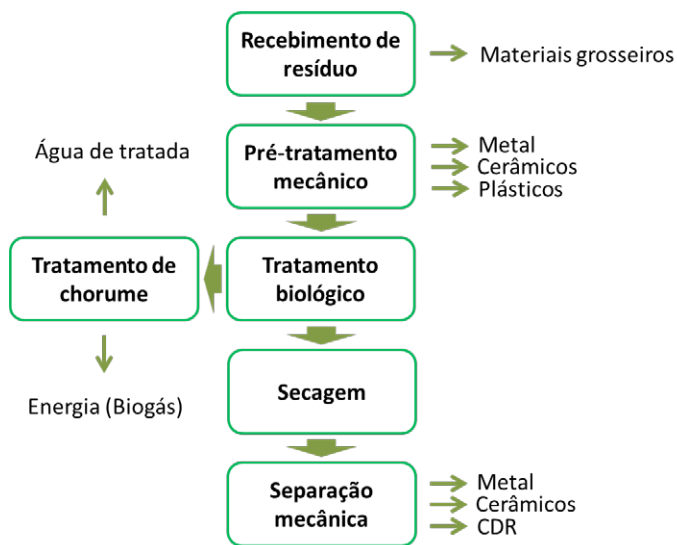 Recebimento de
resíduo
Materiais grosseiros
Água de tratada
Pré-tratamento
mecânico
Metal
Cerâmicos
Plásticos
Tratamento de
chorume
Tratamento
biológico
Energia (Biogás)
Secagem
Separação
mecânica
Metal
Cerâmicos
CDR